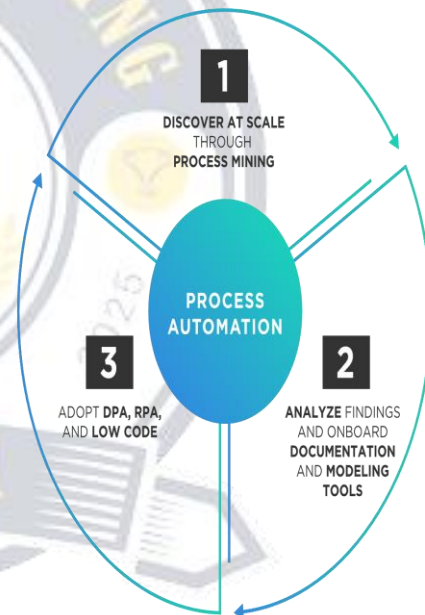 1
DISCOVER AT SCALE
THROUGH
PROCESS MINING
PROCESS
AUTOMATION
2
ANALYZE FINDINGS
AND ONBOARD
DOCUMENTATION
AND MODELING
TOOLS
3
ADOPT DPA, RPA,
AND LOW CODE
2025